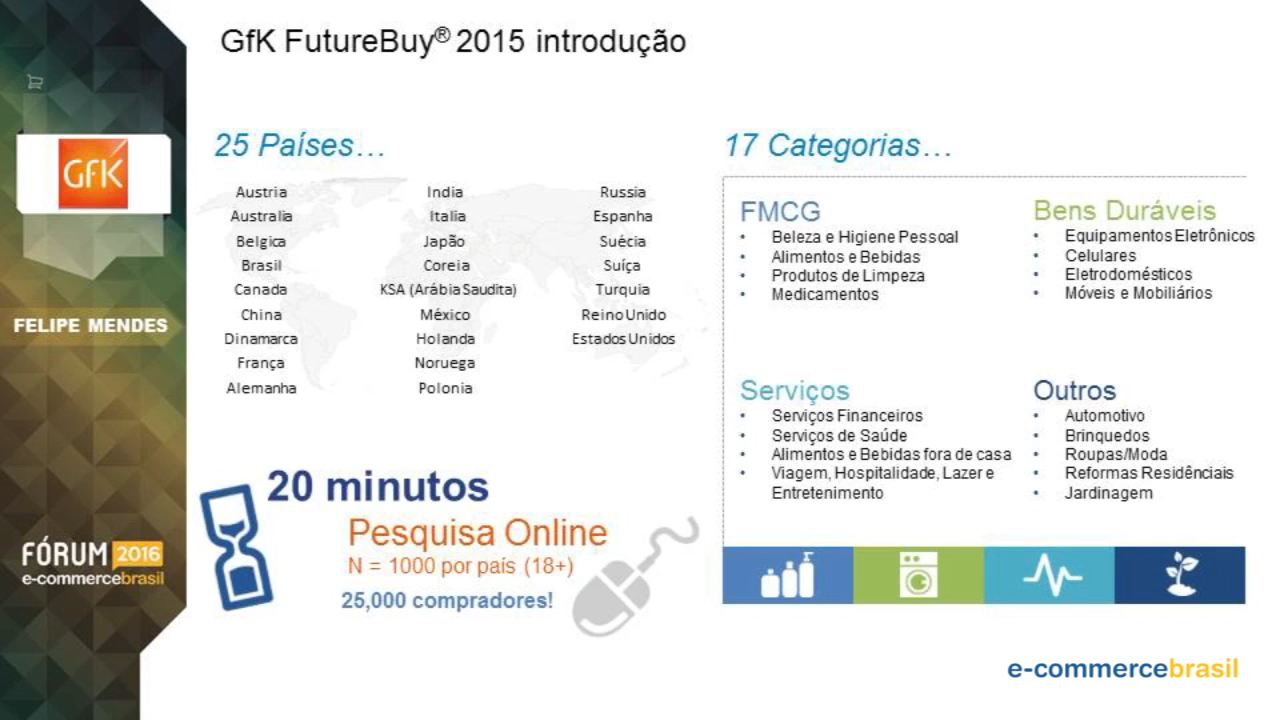 GfK FutureBuy® 2015 introdução
GfK
FELIPE MENDES
FÓRUM 2016
e-commercebrasil
25 Países...
Austria
Australia
Belgica
Brasil
Canada
China
Dinamarca
França
Alemanha
India
Italia
Japão
Coreia
KSA (Arábia Saudita)
México
Holanda
Noruega
Polonia
Russia
Espanha
Suécia
Suíça
Turquia
Reino Unido
Estados Unidos
20 minutos
Pesquisa Online
N = 1000 por país (18+)
25,000 compradores!
17 Categorias...
FMCG
• Beleza e Higiene Pessoal
• Alimentos e Bebidas
• Produtos de Limpeza
• Medicamentos
Bens Duráveis
• Equipamentos Eletrônicos
• Celulares
• Eletrodomésticos
• Móveis e Mobiliários
Serviços
• Serviços Financeiros
• Serviços de Saúde
• Alimentos e Bebidas fora de casa
• Viagem, Hospitalidade, Lazer e
Entretenimento
Outros
• Automotivo
• Brinquedos
• Roupas/Moda
• Reformas Residênciais
• Jardinagem
e-commercebrasil